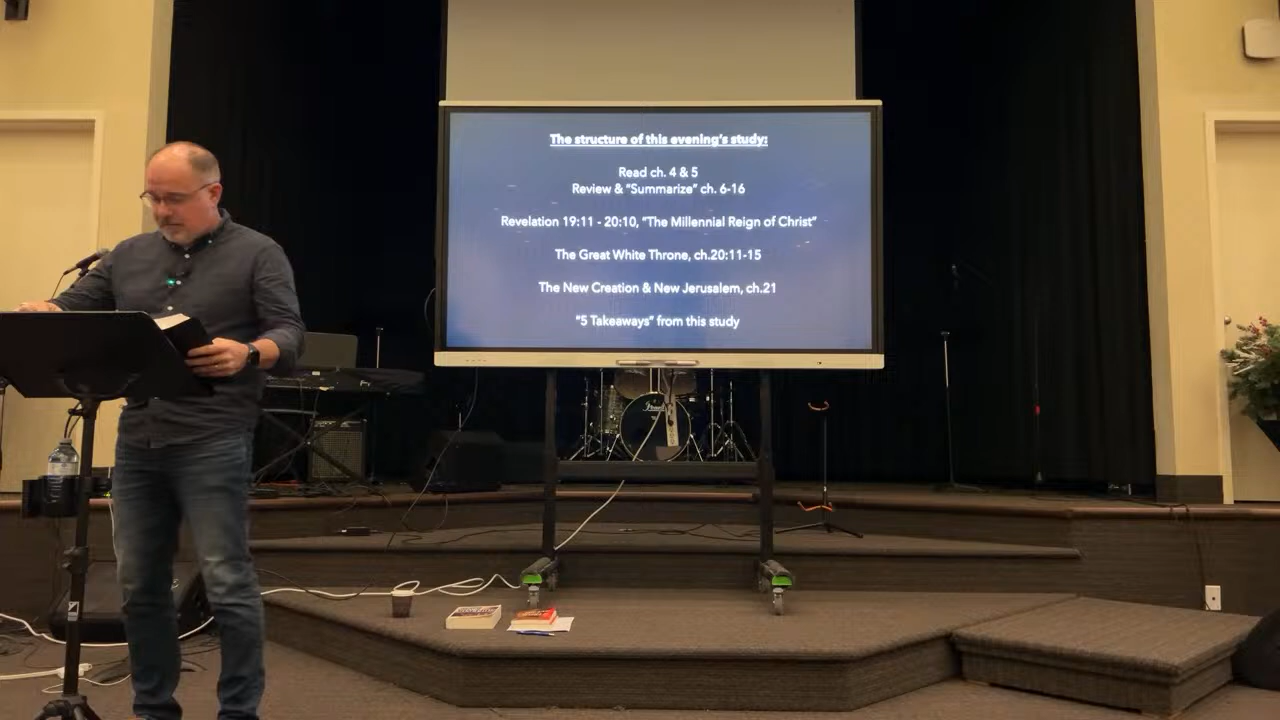 The structure of this evening's study:
Read ch. 4 & 5
Review & "Summarize" ch. 6-16
Revelation 19:11 - 20:10, "The Millennial Reign of Christ"
The Great White Throne, ch.20:11-15
The New Creation & New Jerusalem, ch.21
"5 Takeaways" from this study